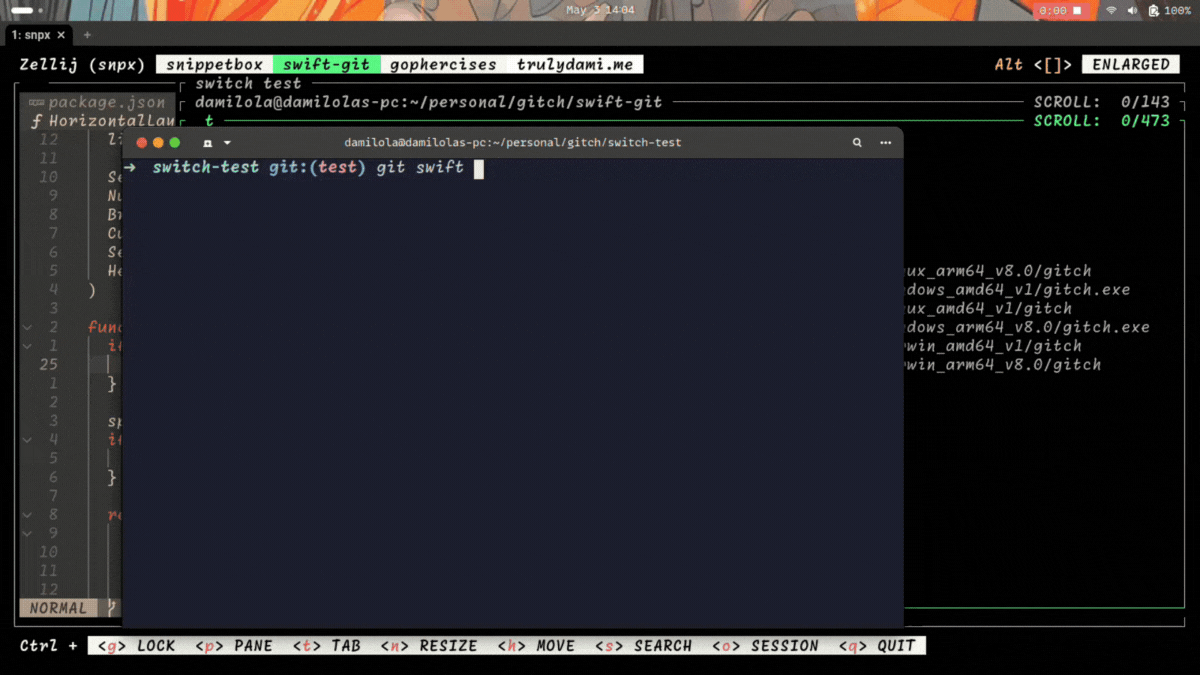 May 3 14:04
0:00
100%
1: snpx × +
Zellij (snpx) snippetbox swift-git gophercises trulydami.me Alt <[]> ENLARGED
switch test
package.json
damilola@damilolas-pc:~/personal/gitch/swift-git SCROLL: 0/143
ƒ HorizontalLau t SCROLL: 0/473
damilola@damilolas-pc:~/personal/gitch/switch-test
➜ switch-test git:(test) git swift
12
11
10 Se
9 Nu
8 Br
7 Cu
6 Se
5 He ux_arm64_v8.0/gitch
4 ) dows_amd64_v1/gitch.exe
3 ux_amd64_v1/gitch
2 func dows_arm64_v8.0/gitch.exe
1 if win_amd64_v1/gitch
25 win_arm64_v8.0/gitch
1 }
2
3 sp
4 if
5
6 }
7
8 re
9
10
11
12
NORMAL }
Ctrl + <g> LOCK <p> PANE <t> TAB <n> RESIZE <h> MOVE <s> SEARCH <o> SESSION <q> QUIT